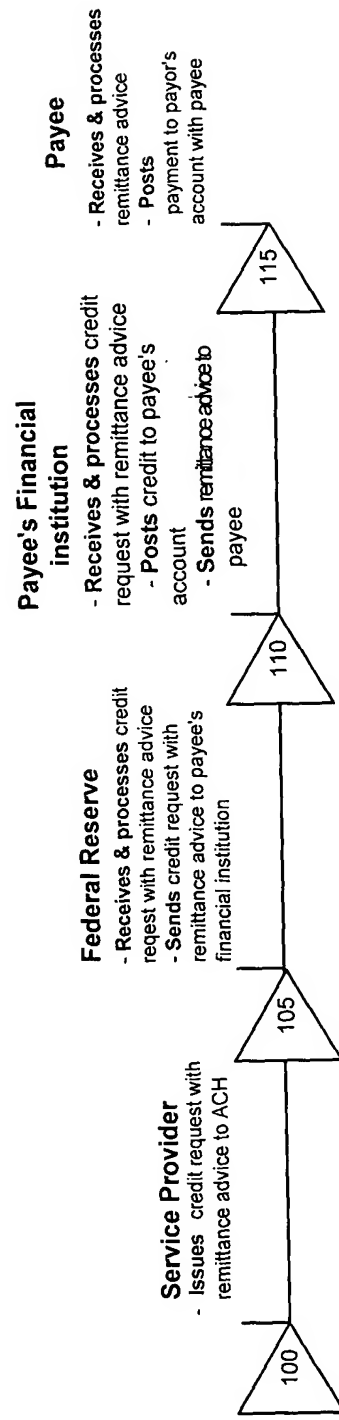 Service Provider
- Issues credit request with
remittance advice to ACH
Federal Reserve
- Receives & processes credit
reqest with remittance advice
- Sends credit request with
remittance advice to payee's
financial institution
Payee's Financial
institution
- Receives & processes credit
request with remittance advice
- Posts credit to payee's
account
- Sends remittance advice to
payee
Payee
- Receives & processes
remittance advice
- Posts
payment to payor's
account with payee
100
105
110
115